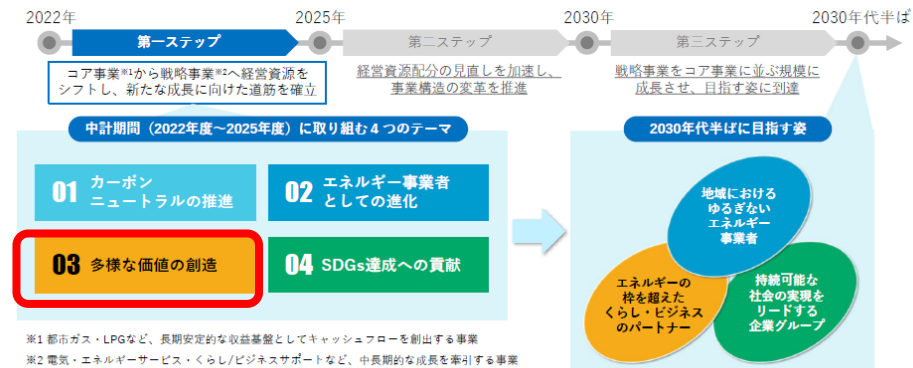 2022年
2025年
2030年
2030年代半ば
第一ステップ
第二ステップ
第三ステップ
コア事業※1から戦略事業※2へ経営資源を
シフトし、新たな成長に向けた道筋を確立
経営資源配分の見直しを加速し、
事業構造の変革を推進
戦略事業をコア事業に並ぶ規模に
成長させ、目指す姿に到達
中計期間（2022年度～2025年度）に取り組む４つのテーマ
01 カーボン
ニュートラルの推進
02 エネルギー事業者
としての進化
03 多様な価値の創造
04 SDGs達成への貢献
2030年代半ばに目指す姿
地域における
ゆるぎない
エネルギー
事業者
エネルギーの
枠を超えた
くらし・ビジネス
のパートナー
持続可能な
社会の実現を
リードする
企業グループ
※1 都市ガス・LPGなど、長期安定的な収益基盤としてキャッシュフローを創出する事業
※2 電気・エネルギーサービス・くらし/ビジネスサポートなど、中長期的な成長を牽引する事業